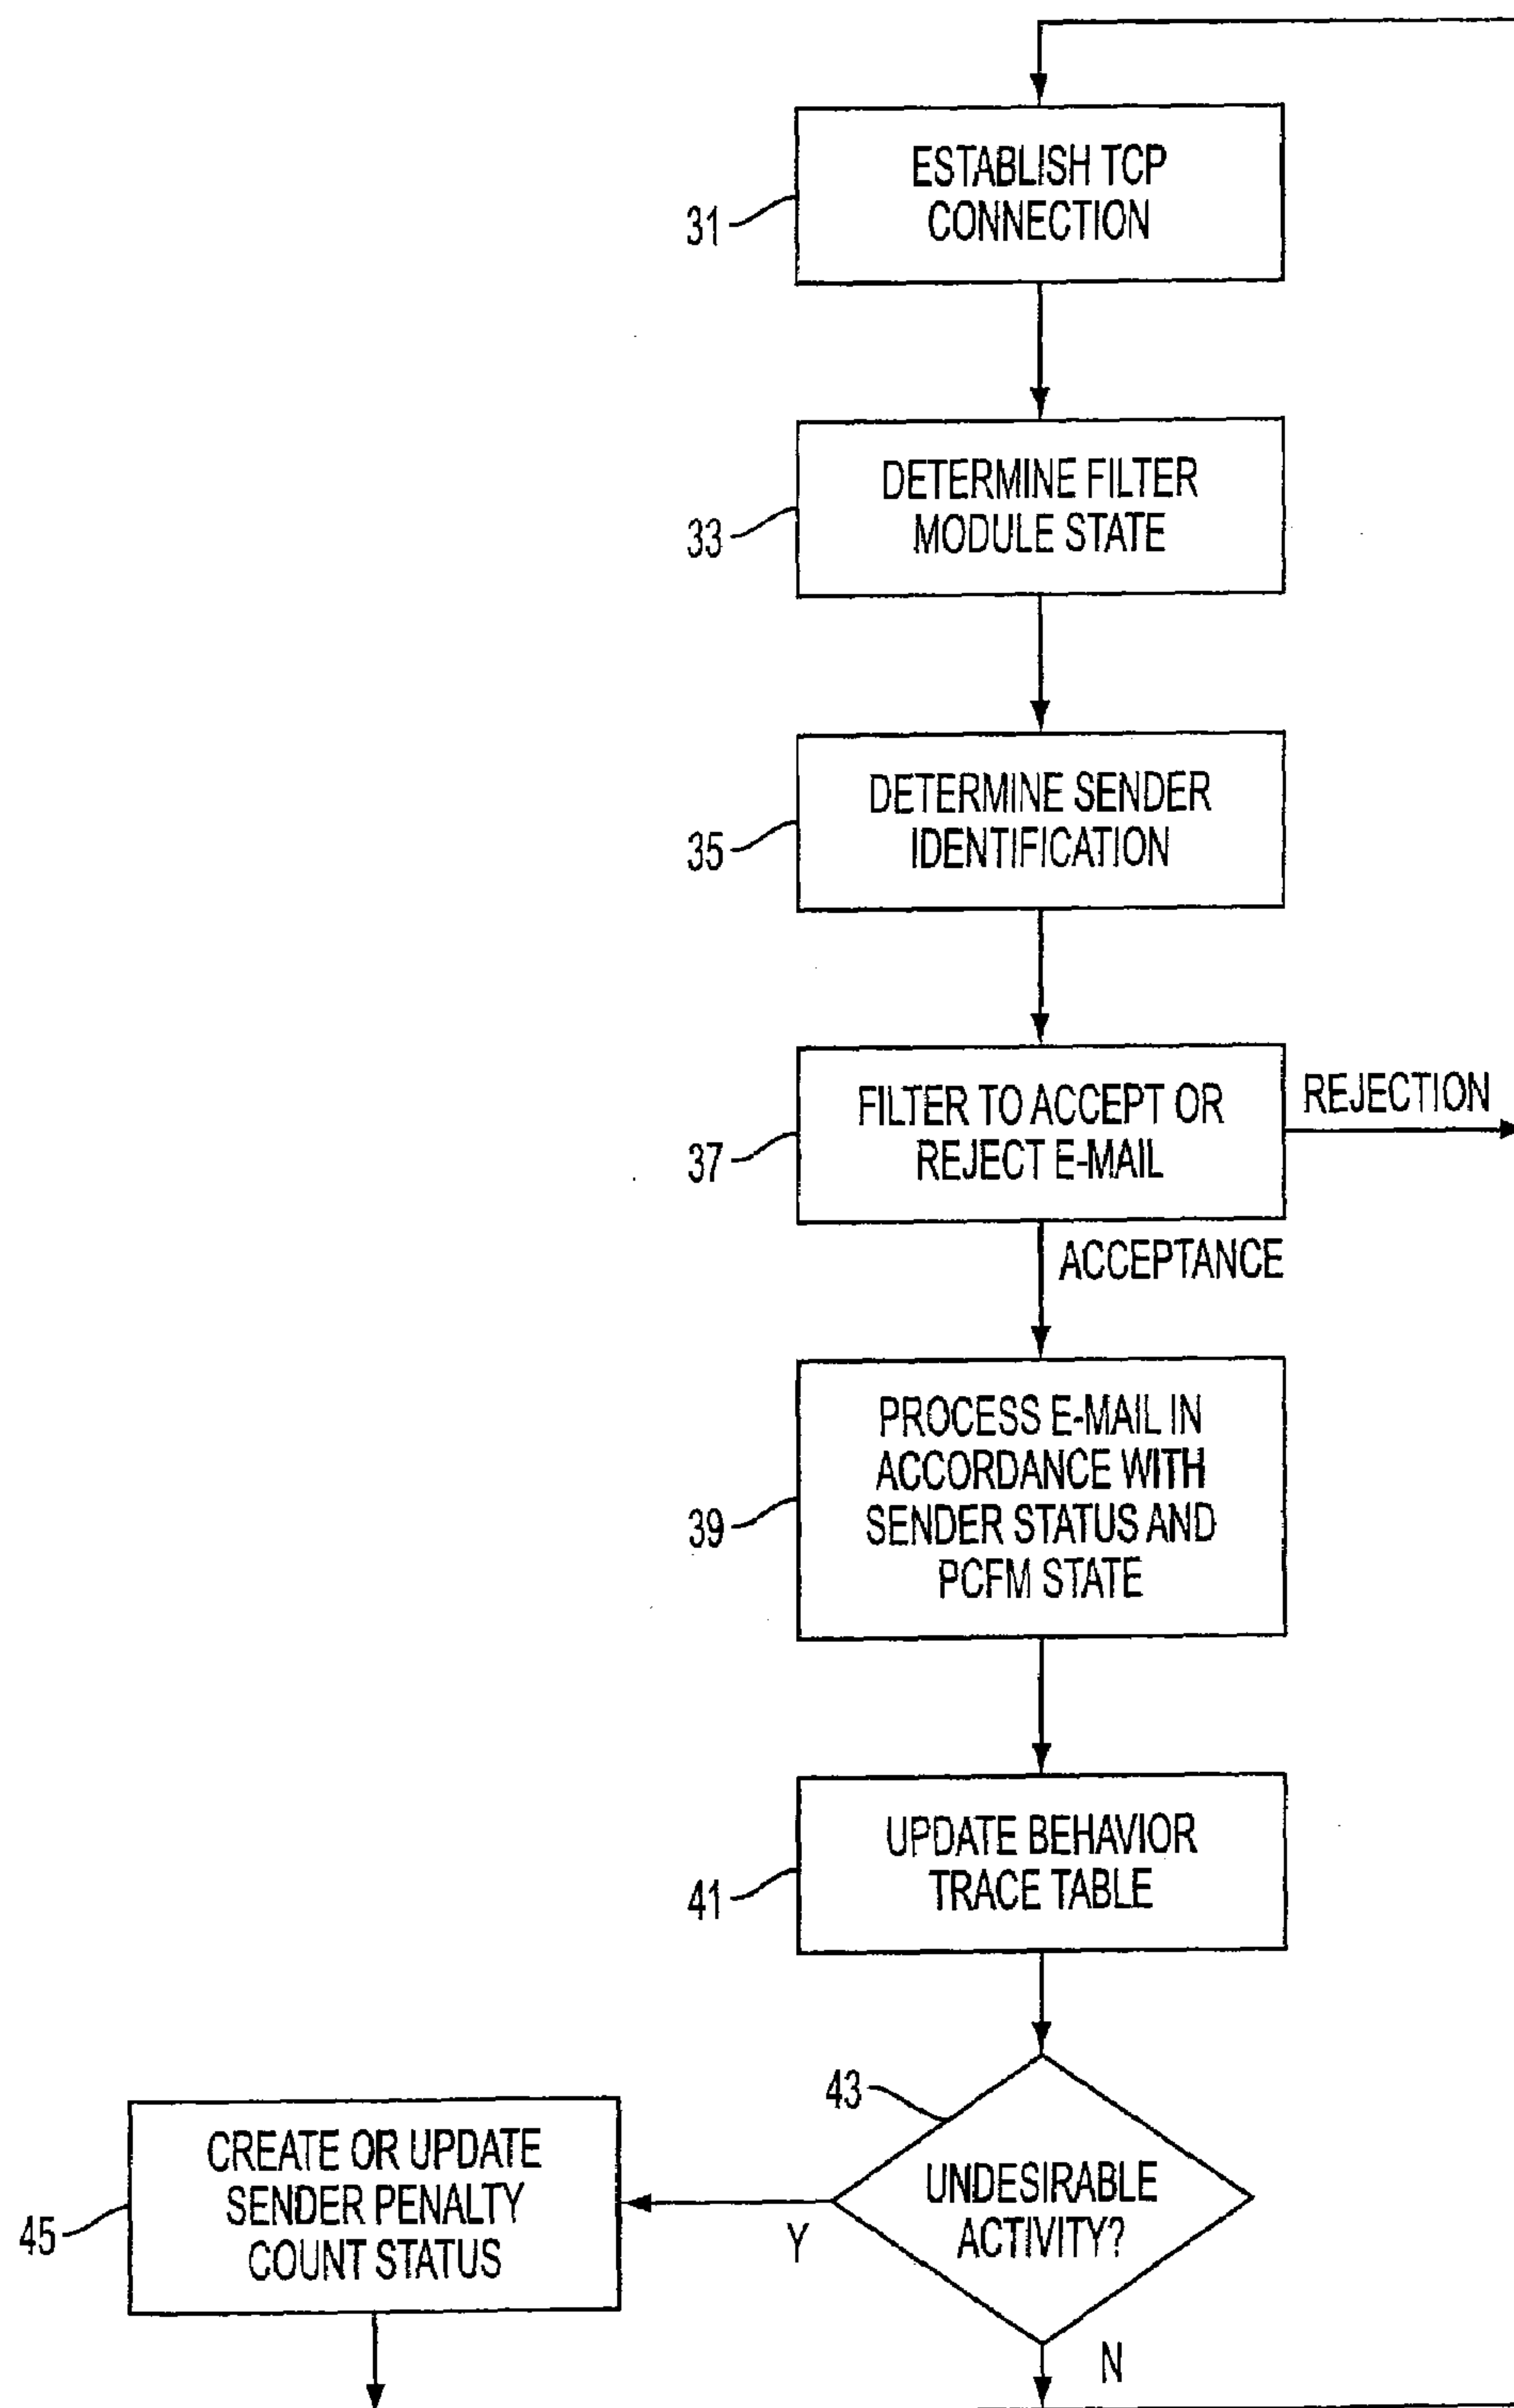 ESTABLISH TCP
CONNECTION
31
DETERMINE FILTER
MODULE STATE
33
DETERMINE SENDER
IDENTIFICATION
35
FILTER TO ACCEPT OR
REJECT E-MAIL
37
REJECTION
ACCEPTANCE
PROCESS E-MAIL IN
ACCORDANCE WITH
SENDER STATUS AND
PCFM STATE
39
UPDATE BEHAVIOR
TRACE TABLE
41
43
UNDESIRABLE
ACTIVITY?
Y
N
CREATE OR UPDATE
SENDER PENALTY
COUNT STATUS
45